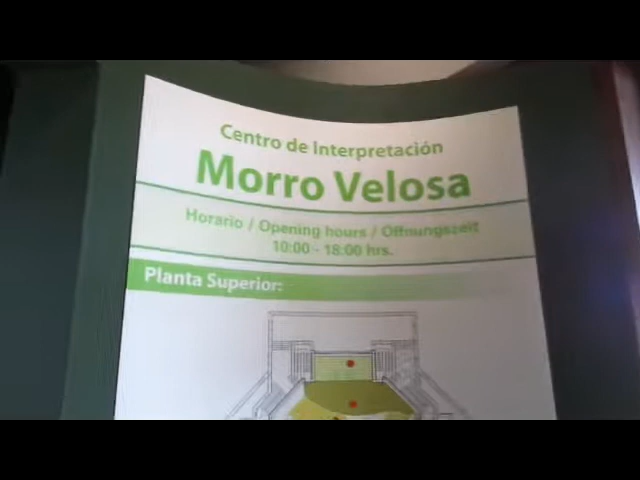 Centro de Interpretación
Morro Velosa
Horario / Opening hours / Öffnungszeit
10:00 - 18:00 hrs.
Planta Superior: